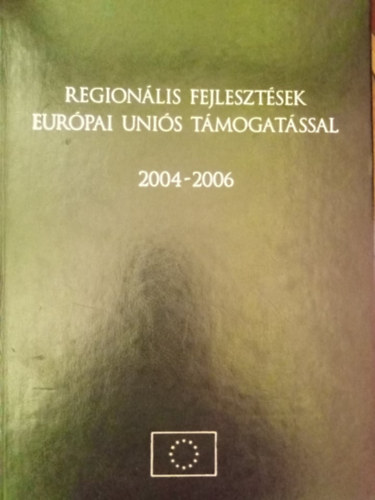 REGIONÁLIS FEJLESZTÉSEK
EURÓPAI UNIÓS TÁMOGATÁSSAL
2004-2006